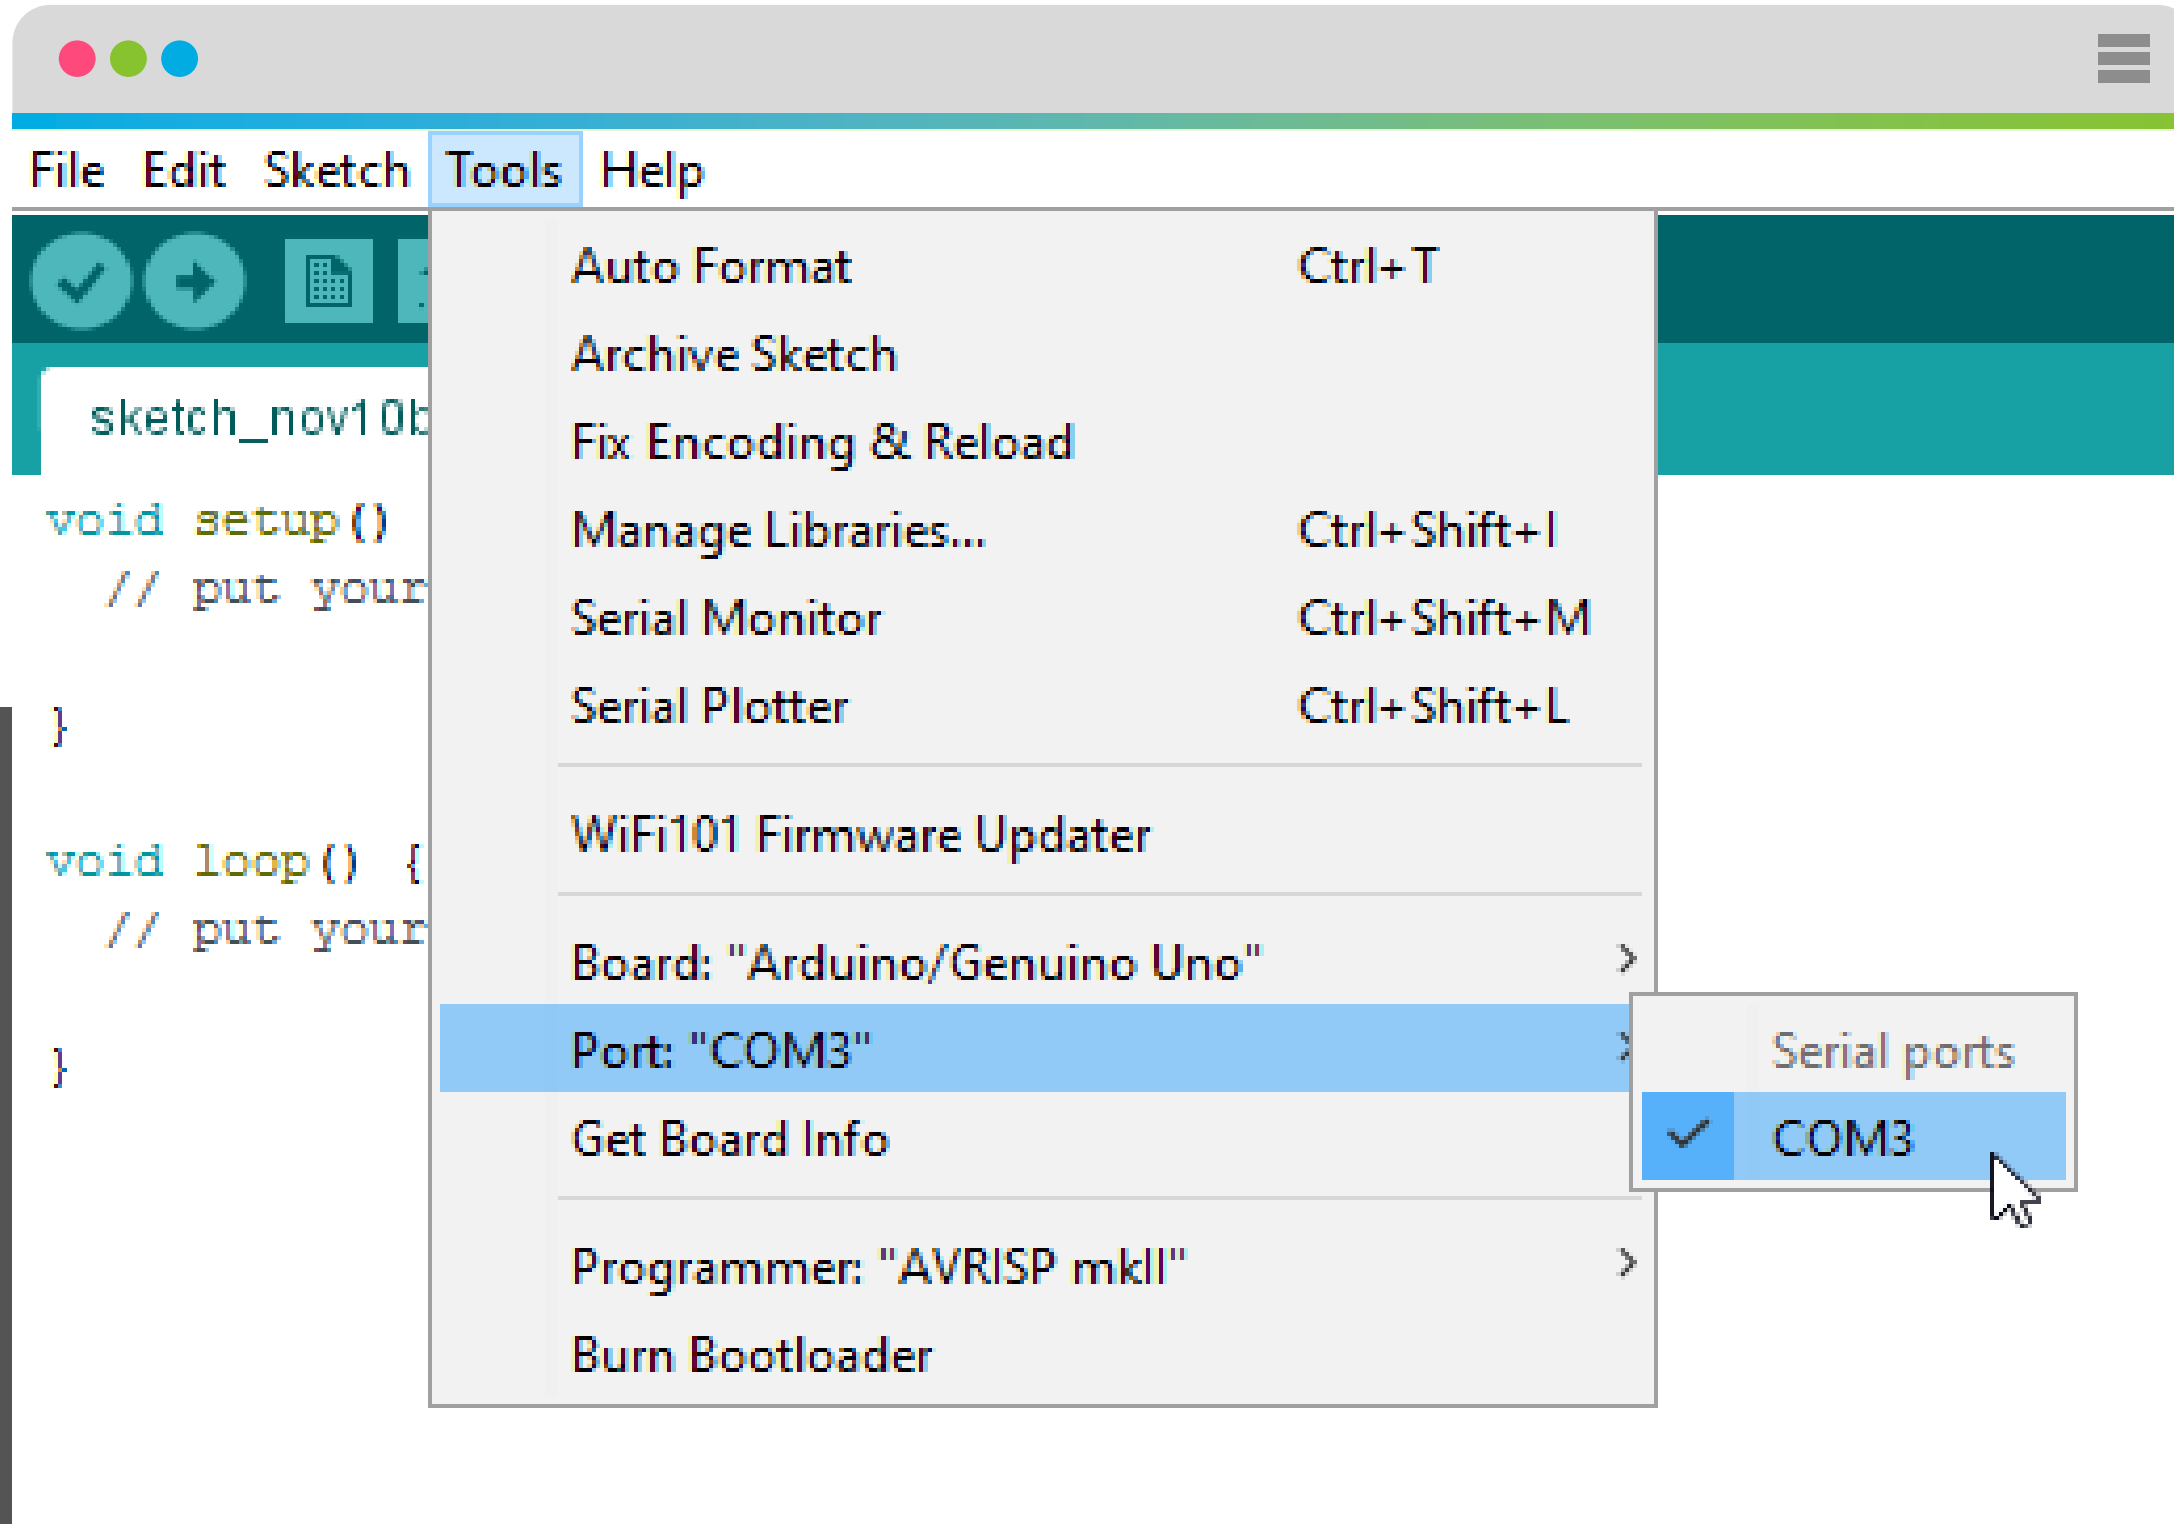 File Edit Sketch Tools Help
Auto Format Ctrl+T
Archive Sketch
sketch_nov10b
Fix Encoding & Reload
void setup()
Manage Libraries... Ctrl+Shift+I
// put your
Serial Monitor Ctrl+Shift+M
Serial Plotter Ctrl+Shift+L
}
WiFi101 Firmware Updater
void loop() {
// put your
Board: "Arduino/Genuino Uno"
Port: "COM3"
Serial ports
}
Get Board Info
COM3
Programmer: "AVRISP mkII"
Burn Bootloader